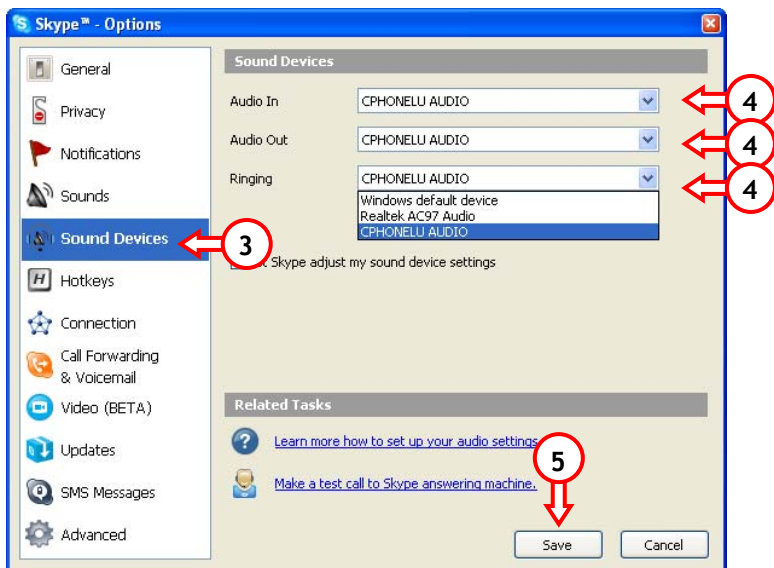 Skype™ - Options
General
Privacy
Notifications
Sounds
Sound Devices
H Hotkeys
Connection
Call Forwarding
& Voicemail
Video (BETA)
Updates
SMS Messages
Advanced
3
Sound Devices
Audio In CPHONELU AUDIO 4
Audio Out CPHONELU AUDIO 4
Ringing CPHONELU AUDIO 4
Windows default device
Realtek AC97 Audio
CPHONELU AUDIO
Skype adjust my sound device settings
Related Tasks
? Learn more how to set up your audio settings
Make a test call to Skype answering machine.
5
Save Cancel